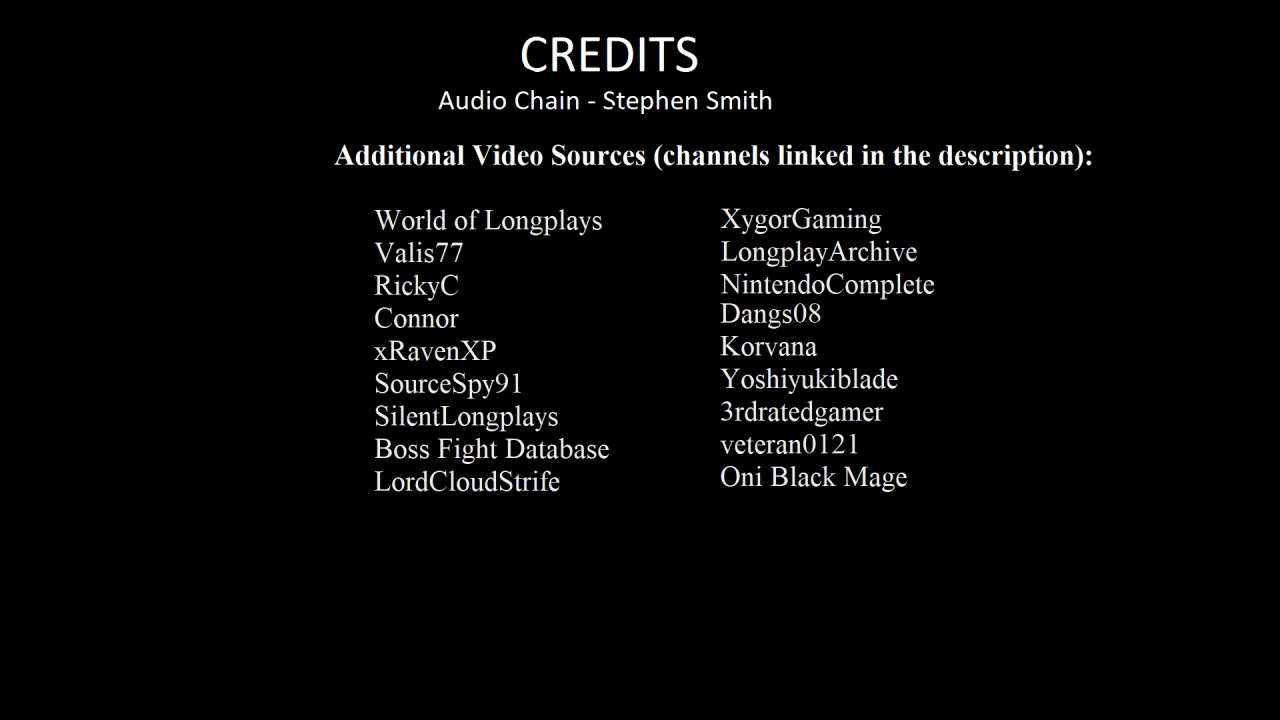 CREDITS
Audio Chain - Stephen Smith
Additional Video Sources (channels linked in the description):
World of Longplays
Valis77
RickyC
Connor
xRavenXP
SourceSpy91
SilentLongplays
Boss Fight Database
LordCloudStrife
XygorGaming
LongplayArchive
NintendoComplete
Dangs08
Korvana
Yoshiyukiblade
3rdratedgamer
veteran0121
Oni Black Mage